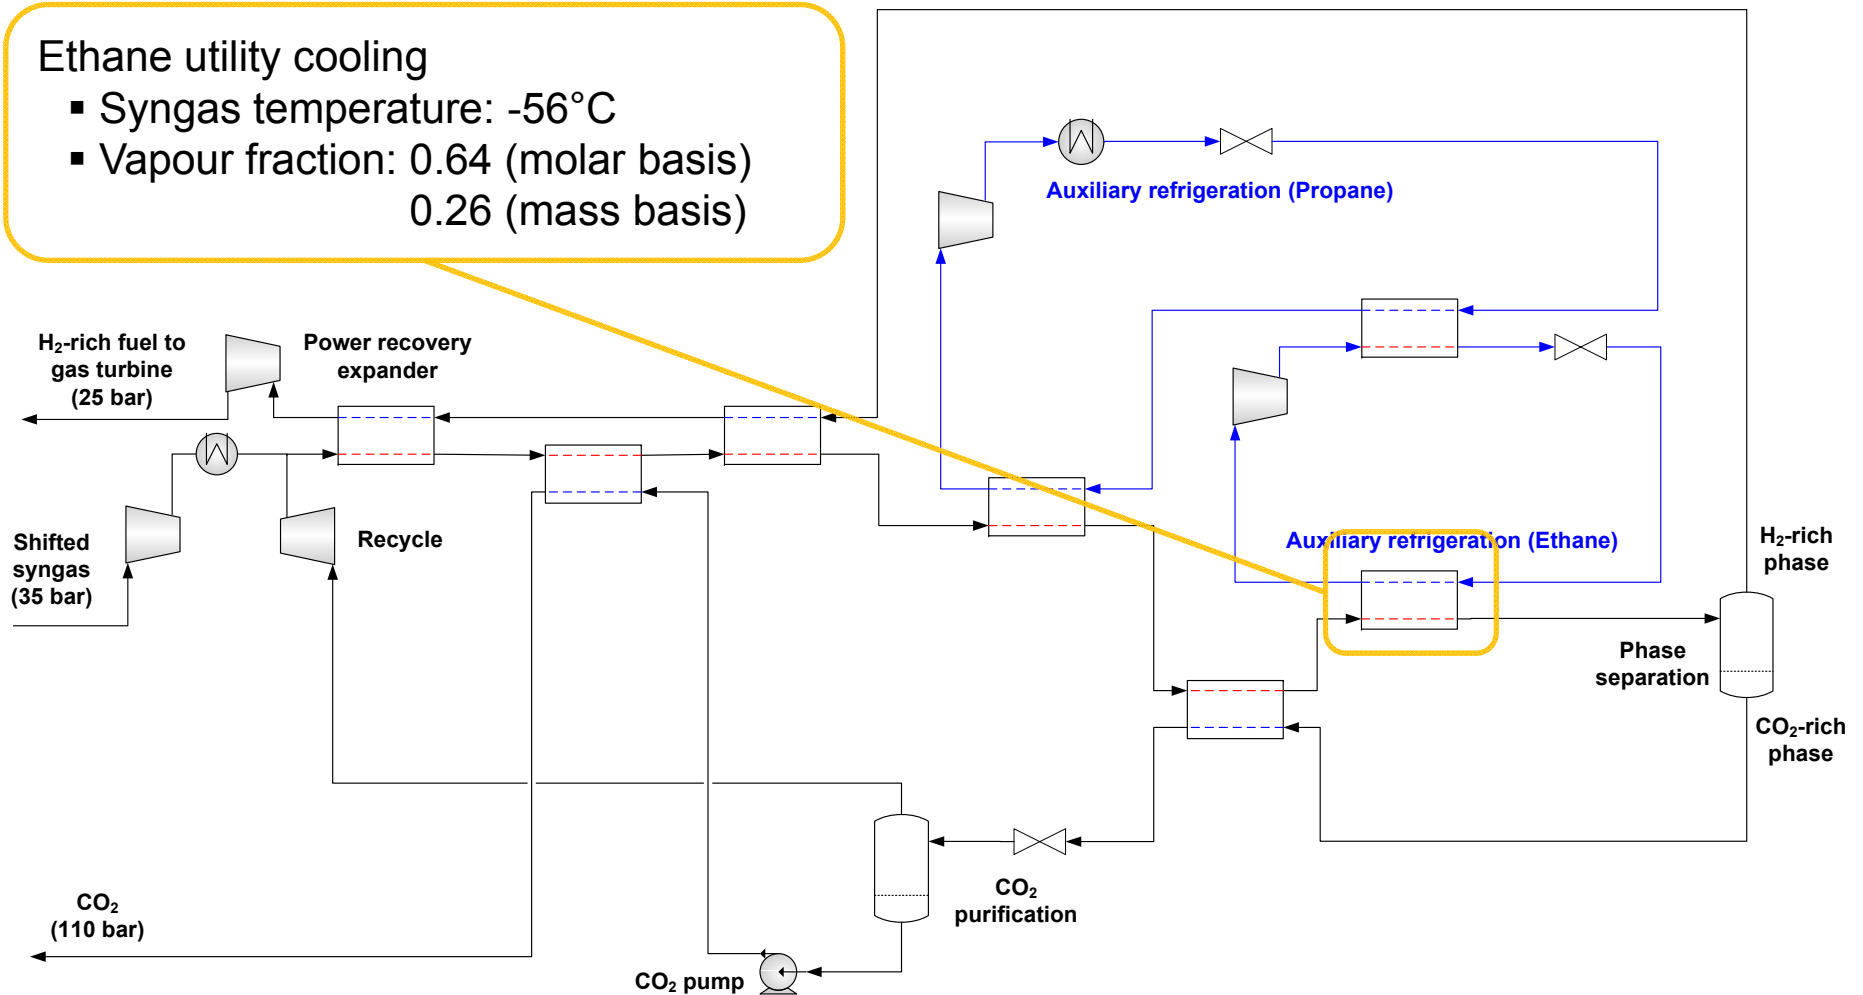 Ethane utility cooling
▪ Syngas temperature: -56°C
▪ Vapour fraction: 0.64 (molar basis)
0.26 (mass basis)
Auxiliary refrigeration (Propane)
H₂-rich fuel to
gas turbine
(25 bar)
Power recovery
expander
Shifted
syngas
(35 bar)
Recycle
Auxiliary refrigeration (Ethane)
H₂-rich
phase
Phase
separation
CO₂-rich
phase
CO₂
purification
CO₂
(110 bar)
CO₂ pump